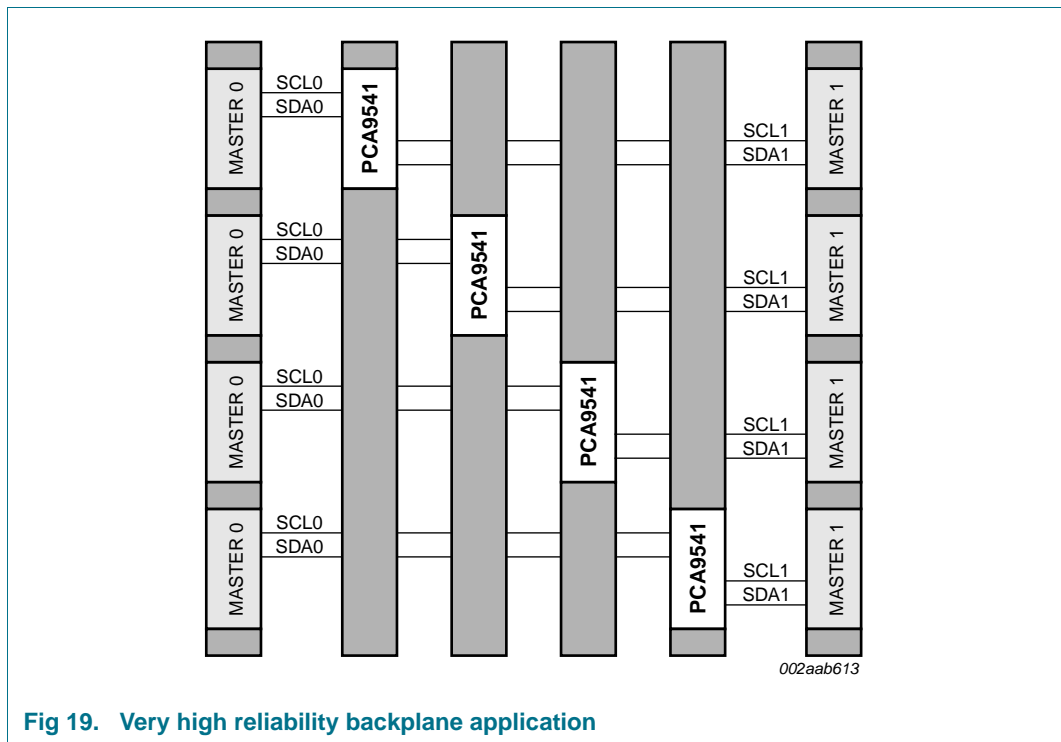 MASTER 0
SCL0
SDA0
PCA9541
SCL1
SDA1
MASTER 1
MASTER 0
SCL0
SDA0
PCA9541
SCL1
SDA1
MASTER 1
MASTER 0
SCL0
SDA0
PCA9541
SCL1
SDA1
MASTER 1
MASTER 0
SCL0
SDA0
PCA9541
SCL1
SDA1
MASTER 1
002aab613
Fig 19. Very high reliability backplane application